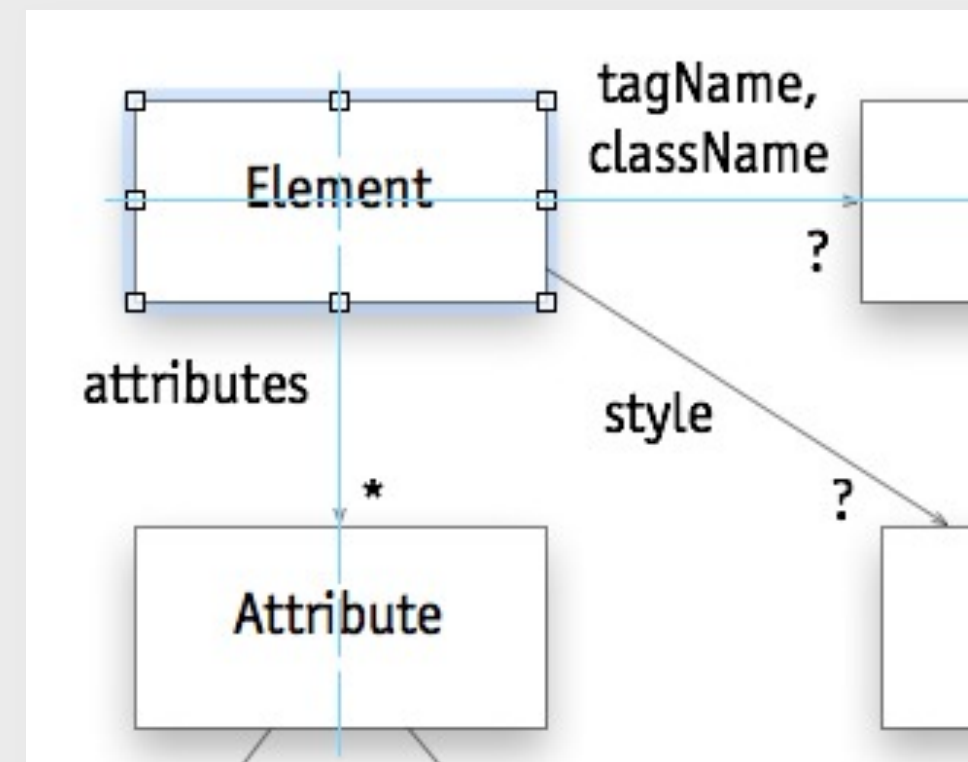 tagName,
className
Element
?
attributes
style
*
?
Attribute